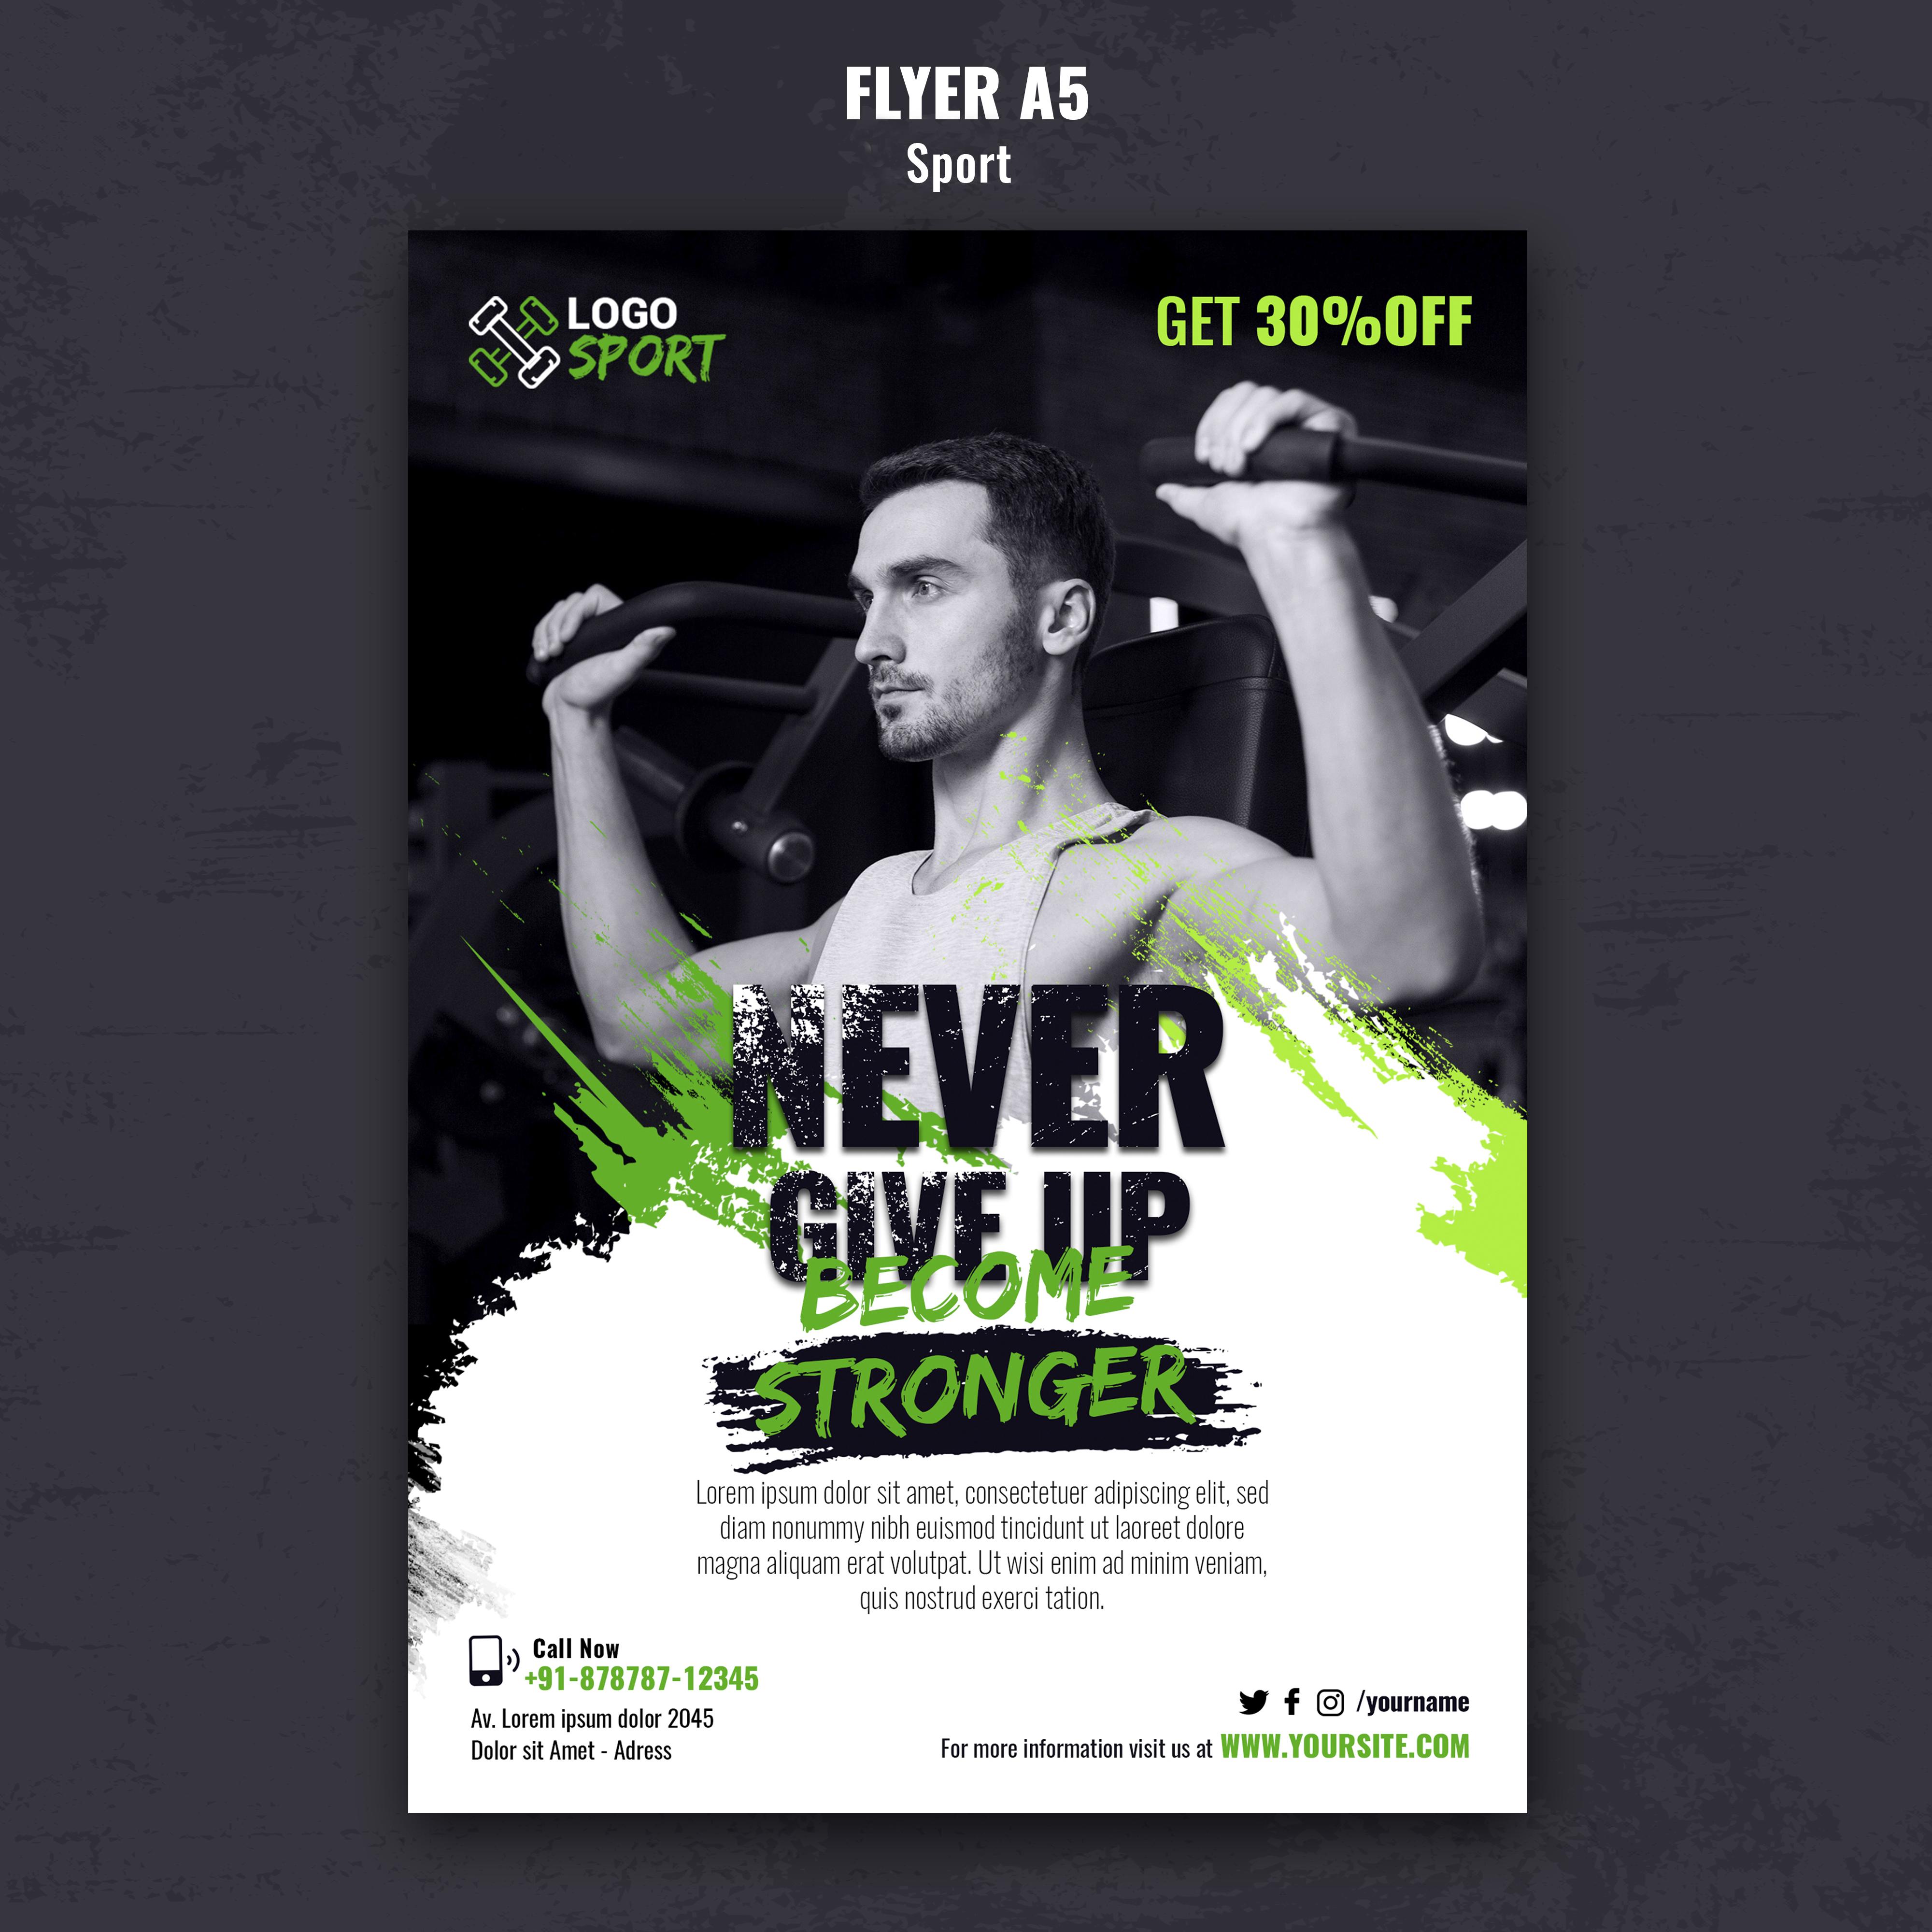 FLYER A5
Sport
LOGO
SPORT
GET 30%OFF
NEVER
GIVE UP
BECOME
STRONGER
Lorem ipsum dolor sit amet, consectetuer adipiscing elit, sed
diam nonummy nibh euismod tincidunt ut laoreet dolore
magna aliquam erat volutpat. Ut wisi enim ad minim veniam,
quis nostrud exerci tation.
Call Now
+91-878787-12345
Av. Lorem ipsum dolor 2045
Dolor sit Amet - Adress
/yourname
For more information visit us at WWW.YOURSITE.COM